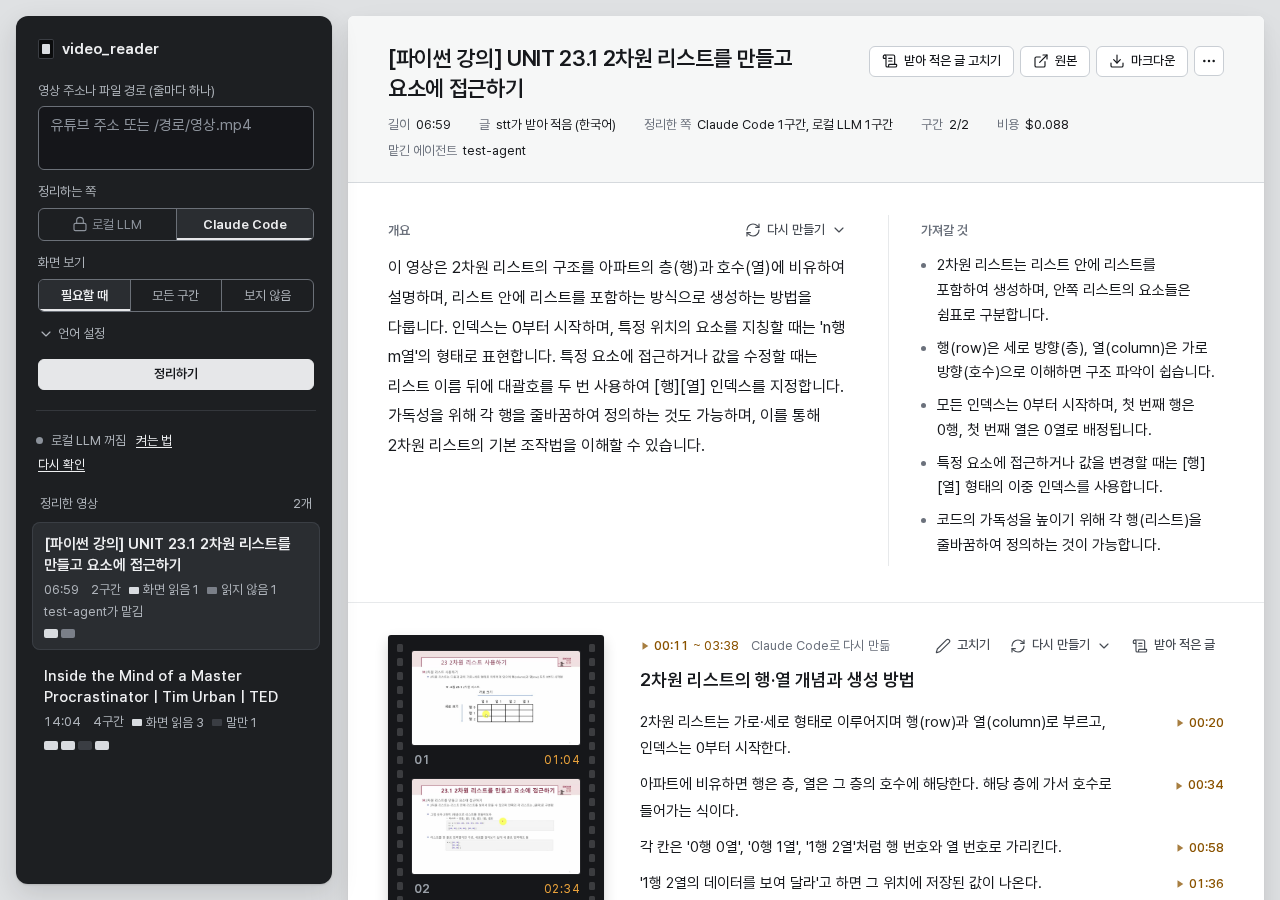 video_reader
영상 주소나 파일 경로 (줄마다 하나)
유튜브 주소 또는 /경로/영상.mp4
정리하는 쪽
로컬 LLM
Claude Code
화면 보기
필요할 때
모든 구간
보지 않음
언어 설정
정리하기
로컬 LLM 꺼짐 켜는 법
다시 확인
정리한 영상 2개
[파이썬 강의] UNIT 23.1 2차원 리스트를
만들고 요소에 접근하기
06:59 2구간 화면 읽음 1 읽지 않음 1
test-agent가 맡김
Inside the Mind of a Master
Procrastinator | Tim Urban | TED
14:04 4구간 화면 읽음 3 말만 1
[파이썬 강의] UNIT 23.1 2차원 리스트를 만들고
요소에 접근하기
받아 적은 글 고치기
원본
마크다운
길이 06:59 글 stt가 받아 적음 (한국어) 정리한 쪽 Claude Code 1구간, 로컬 LLM 1구간 구간 2/2 비용 $0.088
맡긴 에이전트 test-agent
개요
다시 만들기
이 영상은 2차원 리스트의 구조를 아파트의 층(행)과 호수(열)에 비유하여
설명하며, 리스트 안에 리스트를 포함하는 방식으로 생성하는 방법을
다룹니다. 인덱스는 0부터 시작하며, 특정 위치의 요소를 지칭할 때는 'n행
m열'의 형태로 표현합니다. 특정 요소에 접근하거나 값을 수정할 때는
리스트 이름 뒤에 대괄호를 두 번 사용하여 [행][열] 인덱스를 지정합니다.
가독성을 위해 각 행을 줄바꿈하여 정의하는 것도 가능하며, 이를 통해
2차원 리스트의 기본 조작법을 이해할 수 있습니다.
가져갈 것
2차원 리스트는 리스트 안에 리스트를
포함하여 생성하며, 안쪽 리스트의 요소들은
쉼표로 구분합니다.
행(row)은 세로 방향(층), 열(column)은 가로
방향(호수)으로 이해하면 구조 파악이 쉽습니다.
모든 인덱스는 0부터 시작하며, 첫 번째 행은
0행, 첫 번째 열은 0열로 배정됩니다.
특정 요소에 접근하거나 값을 변경할 때는 [행]
[열] 형태의 이중 인덱스를 사용합니다.
코드의 가독성을 높이기 위해 각 행(리스트)을
줄바꿈하여 정의하는 것이 가능합니다.
23 2차원 리스트 사용하기
01 01:04
23.1 2차원 리스트를 만들고 요소에 접근하기
02 02:34
00:11 ~ 03:38 Claude Code로 다시 만듦
고치기
다시 만들기
받아 적은 글
2차원 리스트의 행·열 개념과 생성 방법
2차원 리스트는 가로·세로 형태로 이루어지며 행(row)과 열(column)로 부르고, 00:20
인덱스는 0부터 시작한다.
아파트에 비유하면 행은 층, 열은 그 층의 호수에 해당한다. 해당 층에 가서 호수로 00:34
들어가는 식이다.
각 칸은 '0행 0열', '0행 1열', '1행 2열'처럼 행 번호와 열 번호로 가리킨다. 00:58
'1행 2열의 데이터를 보여 달라'고 하면 그 위치에 저장된 값이 나온다. 01:36